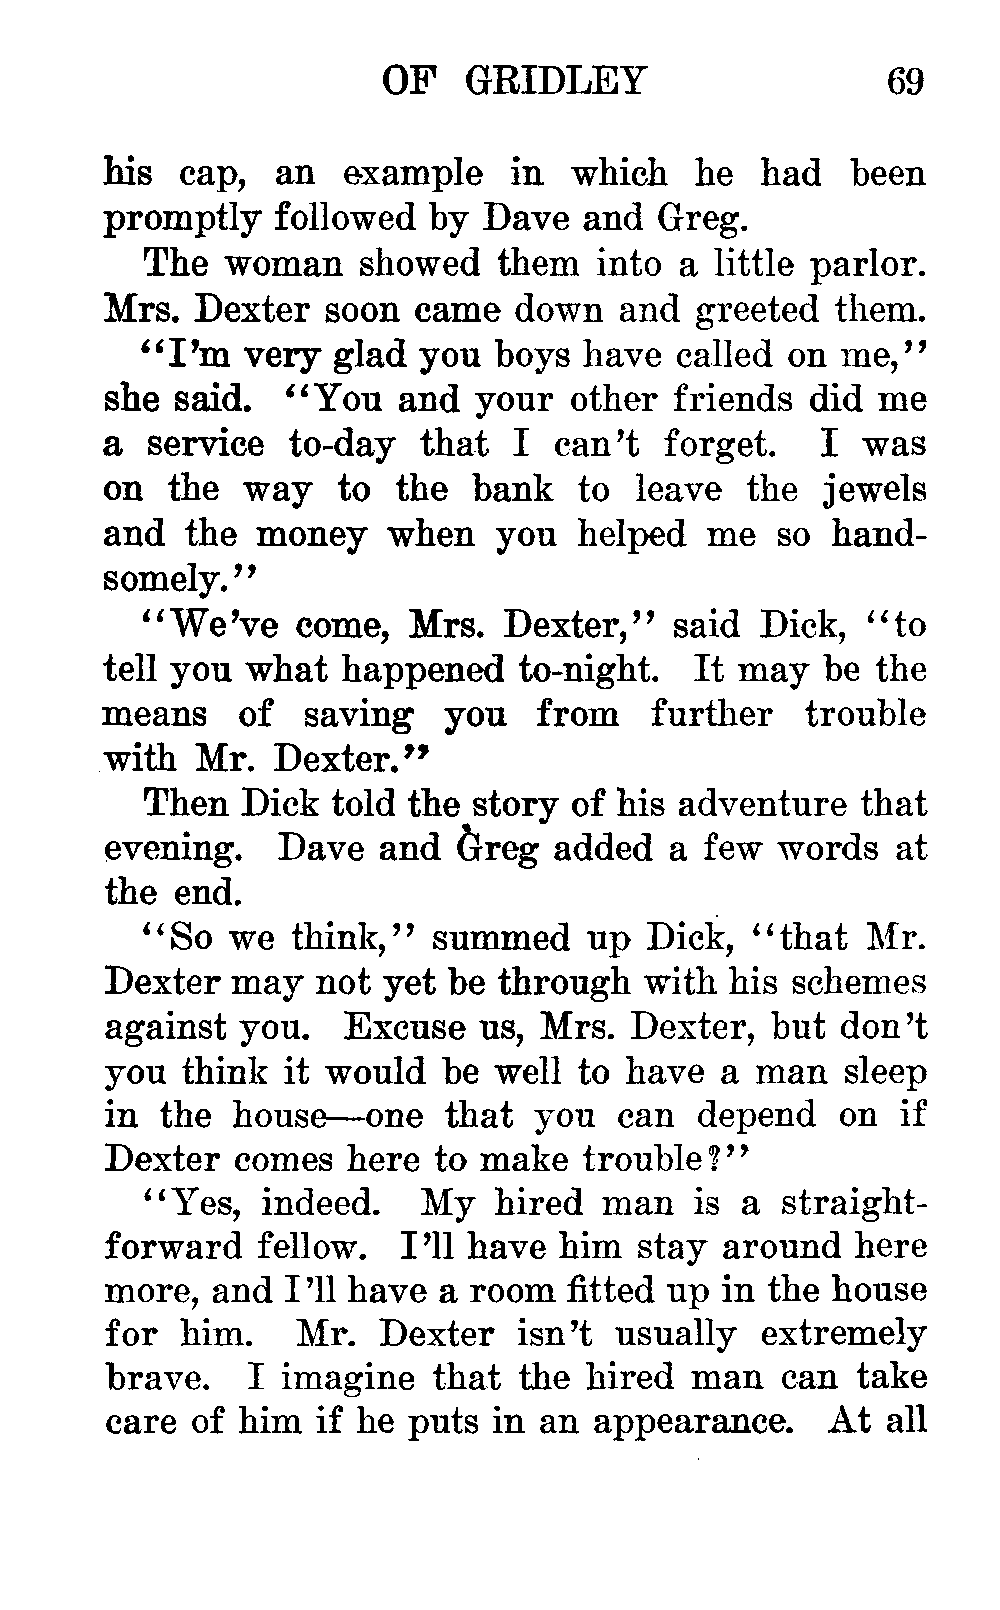 OF GRIDLEY 69
his cap, an example in which he had been
promptly followed by Dave and Greg.
The woman showed them into a little parlor.
Mrs. Dexter soon came down and greeted them.
“I’m very glad you boys have called on me,”
she said. “You and your other friends did me
a service to-day that I can’t forget. I was
on the way to the bank to leave the jewels
and the money when you helped me so hand-
somely.”
“We’ve come, Mrs. Dexter,” said Dick, “to
tell you what happened to-night. It may be the
means of saving you from further trouble
with Mr. Dexter.”
Then Dick told the story of his adventure that
evening. Dave and Greg added a few words at
the end.
“So we think,” summed up Dick, “that Mr.
Dexter may not yet be through with his schemes
against you. Excuse us, Mrs. Dexter, but don’t
you think it would be well to have a man sleep
in the house—one that you can depend on if
Dexter comes here to make trouble?”
“Yes, indeed. My hired man is a straight-
forward fellow. I’ll have him stay around here
more, and I’ll have a room fitted up in the house
for him. Mr. Dexter isn’t usually extremely
brave. I imagine that the hired man can take
care of him if he puts in an appearance. At all